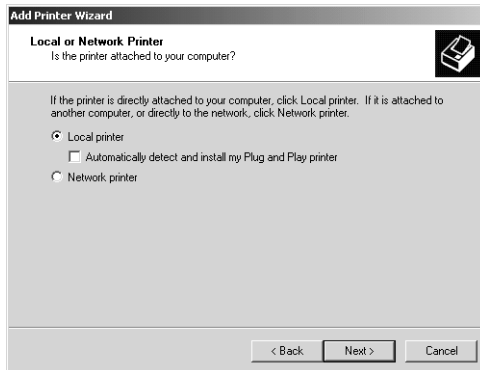 Add Printer Wizard
Local or Network Printer
Is the printer attached to your computer?
If the printer is directly attached to your computer, click Local printer. If it is attached to
another computer, or directly to the network, click Network printer.
Local printer
Automatically detect and install my Plug and Play printer
Network printer
< Back
Next >
Cancel